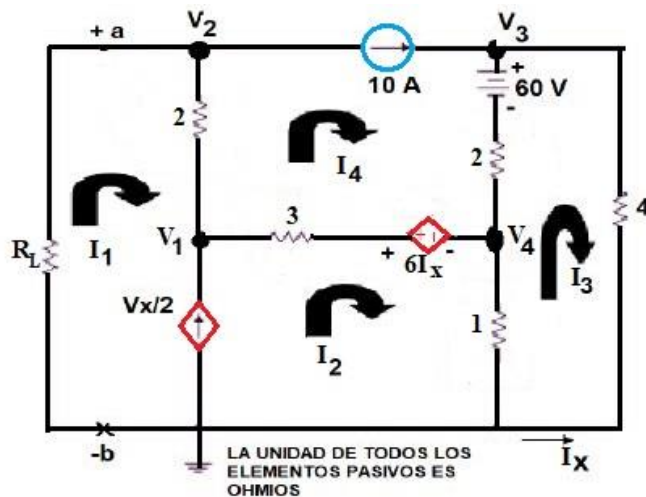 + a
V2
V3
10 A
+
60 V
-
2
I4
2
4
I1
V1
3
+
6Ix
-
V4
I3
RL
Vx/2
I2
1
-b
LA UNIDAD DE TODOS LOS
ELEMENTOS PASIVOS ES
OHMIOS
Ix